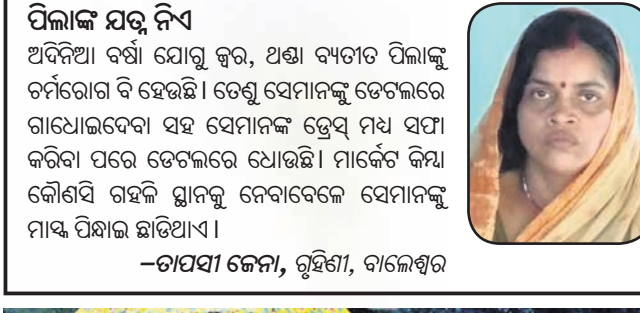 ପିଲାଙ୍କ ଯତ୍ନ ନିଏ
ଅଦିନିଆ ବର୍ଷା ଯୋଗୁ ଜ୍ୱର, ଥଣ୍ଡା ବ୍ୟତୀତ ପିଲାଙ୍କୁ
ଚର୍ମରୋଗ ବି ହେଉଛି। ତେଣୁ ସେମାନଙ୍କୁ ଡେଟଲରେ
ଗାଧୋଇଦେବା ସହ ସେମାନଙ୍କ ଡ୍ରେସ୍ ମଧ୍ୟ ସଫା
କରିବା ପରେ ଡେଟଲରେ ଧୋଉଛି। ମାର୍କେଟ କିମ୍ବା
କୌଣସି ଗହଳି ସ୍ଥାନକୁ ନେବାବେଳେ ସେମାନଙ୍କୁ
ମାସ୍କ ପିନ୍ଧାଇ ଛାଡିଥାଏ।
–ତାପସୀ ଜେନା, ଗୃହିଣୀ, ବାଲେଶ୍ୱର